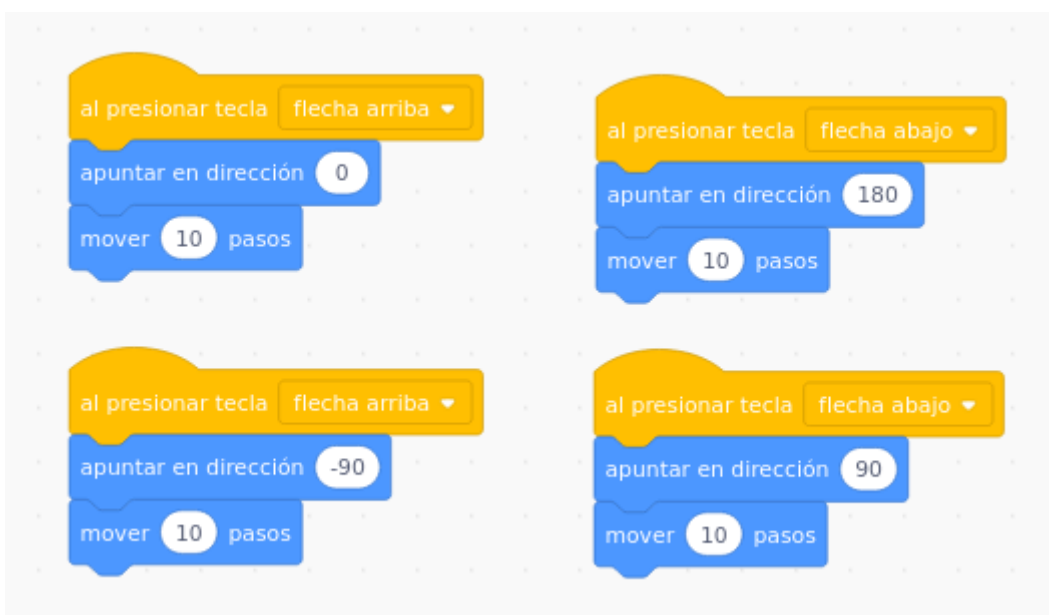 al presionar tecla flecha arriba
apuntar en dirección 0
mover 10 pasos
al presionar tecla flecha abajo
apuntar en dirección 180
mover 10 pasos
al presionar tecla flecha arriba
apuntar en dirección -90
mover 10 pasos
al presionar tecla flecha abajo
apuntar en dirección 90
mover 10 pasos